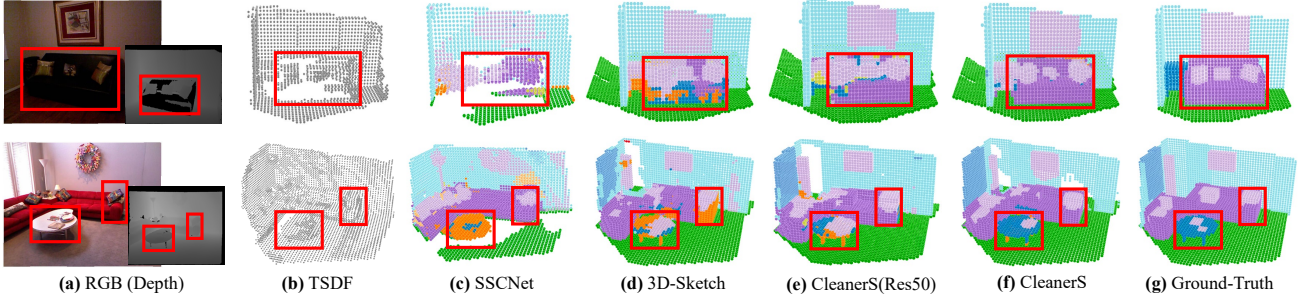 (a) RGB (Depth) (b) TSDF (c) SSCNet (d) 3D-Sketch (e) CleanerS(Res50) (f) CleanerS (g) Ground-Truth